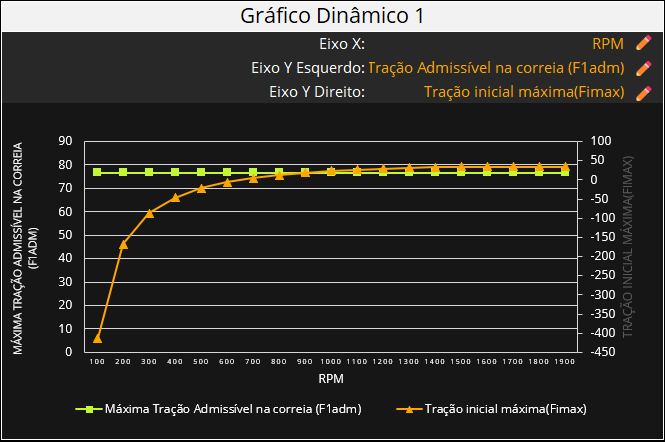 Gráfico Dinâmico 1
Eixo X: RPM
Eixo Y Esquerdo: Tração Admissível na correia (F1adm)
Eixo Y Direito: Tração inicial máxima(Fimax)
MÁXIMA TRAÇÃO ADMISSÍVEL NA CORREIA
(F1ADM)
90
80
70
60
50
40
30
20
10
0
100
50
0
-50
-100
-150
-200
-250
-300
-350
-400
-450
TRAÇÃO INICIAL MÁXIMA(FIMAX)
100 200 300 400 500 600 700 800 900 1000 1100 1200 1300 1400 1500 1600 1700 1800 1900
RPM
Máxima Tração Admissível na correia (F1adm) Tração inicial máxima(Fimax)